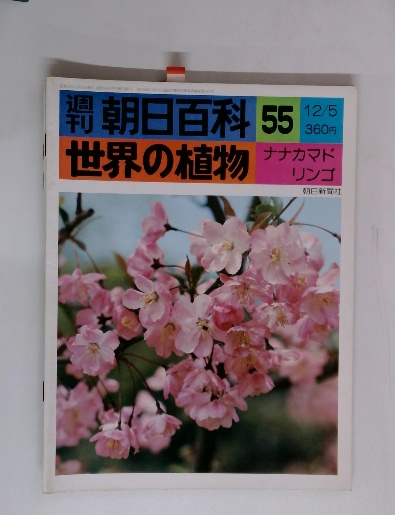 週刊 朝日百科 55 12/5
360円
世界の植物 ナナカマド
リンゴ
朝日新聞社